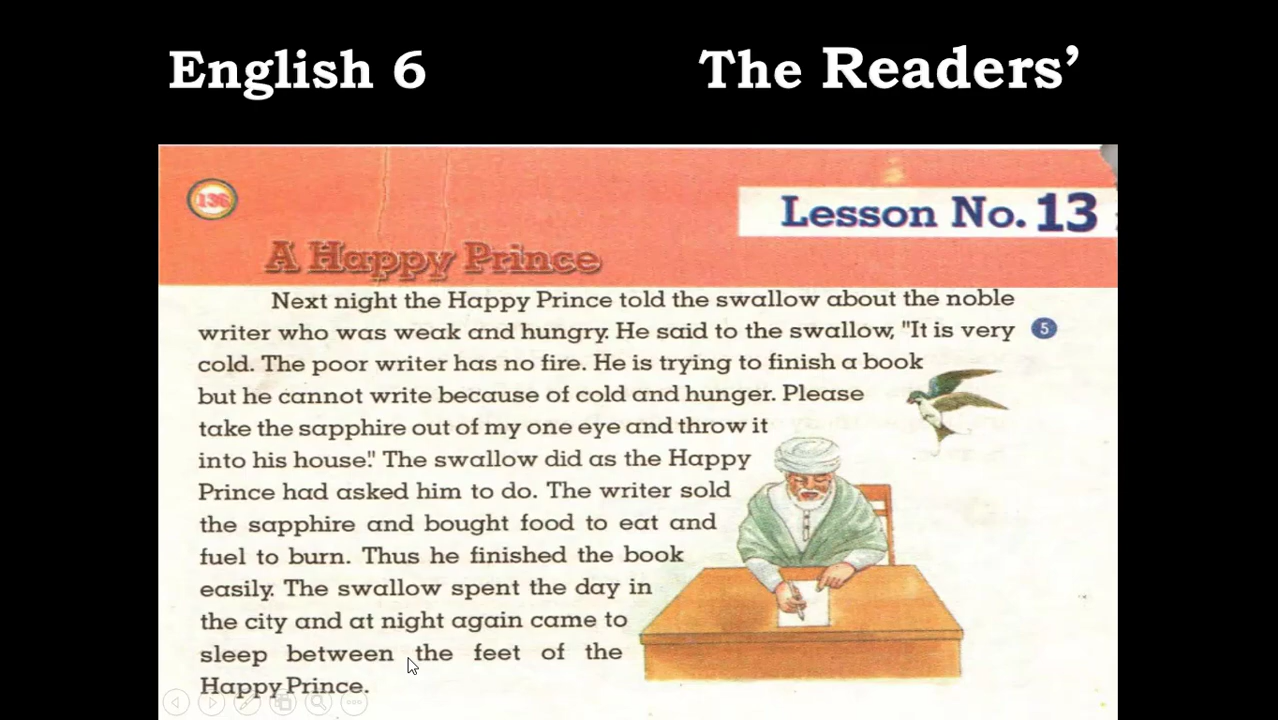 English 6
The Readers’
136
Lesson No. 13
A Happy Prince
Next night the Happy Prince told the swallow about the noble
writer who was weak and hungry. He said to the swallow, "It is very
5
cold. The poor writer has no fire. He is trying to finish a book
but he cannot write because of cold and hunger. Please
take the sapphire out of my one eye and throw it
into his house." The swallow did as the Happy
Prince had asked him to do. The writer sold
the sapphire and bought food to eat and
fuel to burn. Thus he finished the book
easily. The swallow spent the day in
the city and at night again came to
sleep between the feet of the
Happy Prince.